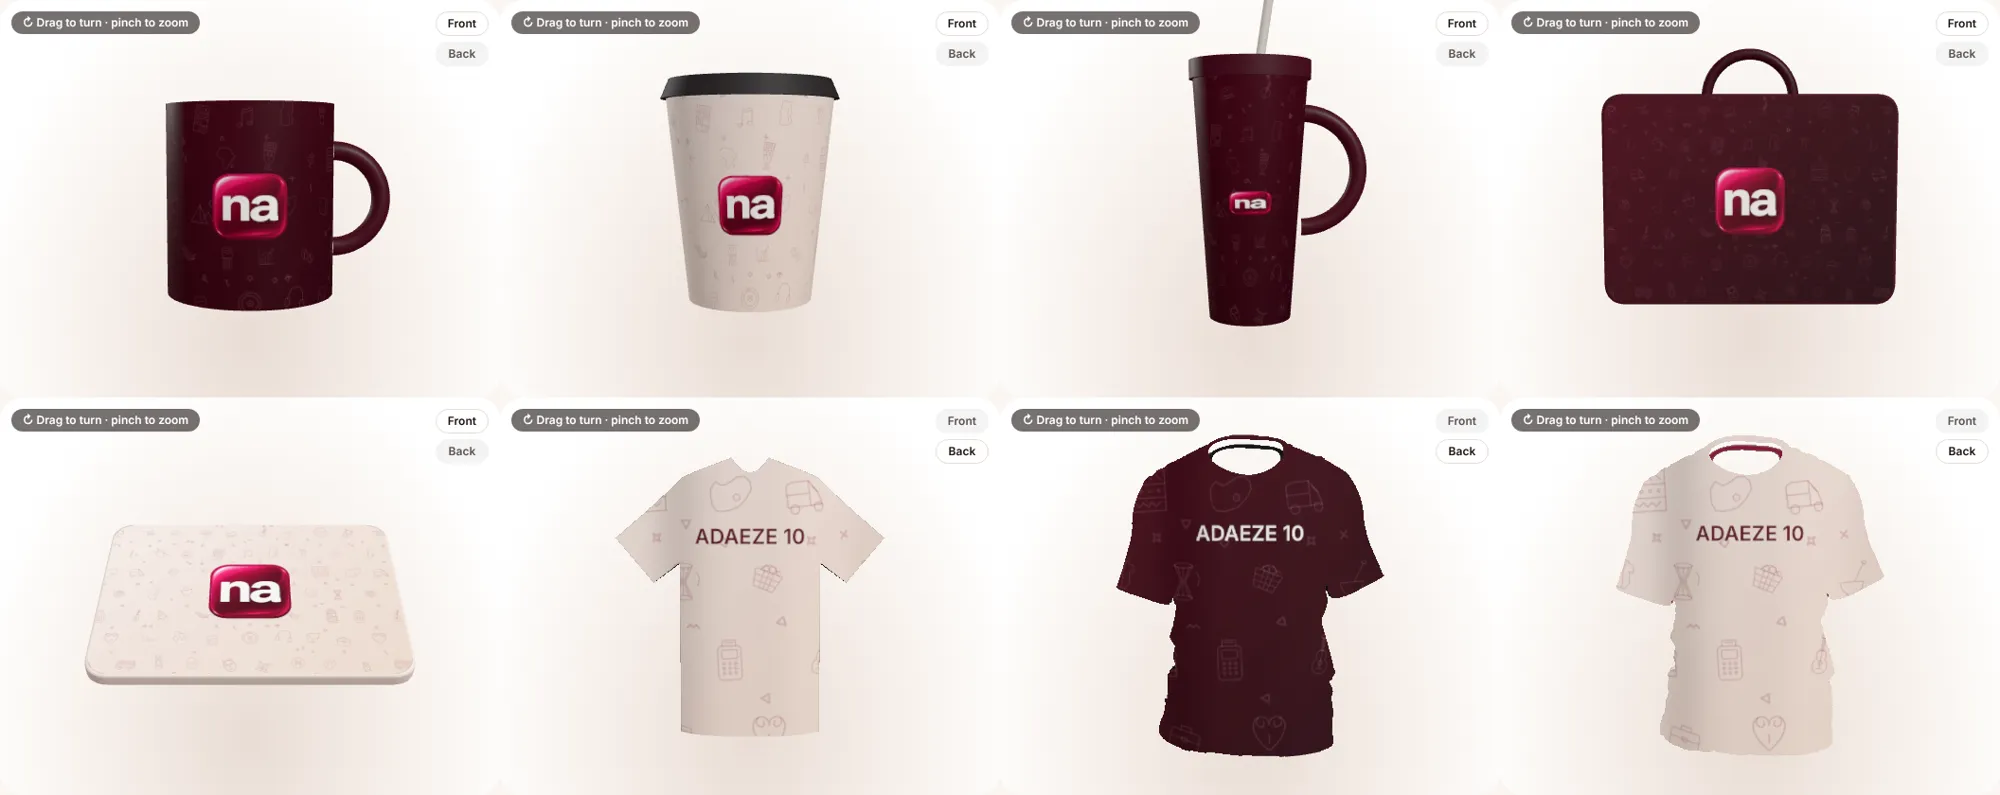 Drag to turn · pinch to zoom
Front
Back
na
Drag to turn · pinch to zoom
Front
Back
na
Drag to turn · pinch to zoom
Front
Back
na
Drag to turn · pinch to zoom
Front
Back
na
Drag to turn · pinch to zoom
Front
Back
na
Drag to turn · pinch to zoom
Front
Back
ADAEZE 10
Drag to turn · pinch to zoom
Front
Back
ADAEZE 10
Drag to turn · pinch to zoom
Front
Back
ADAEZE 10